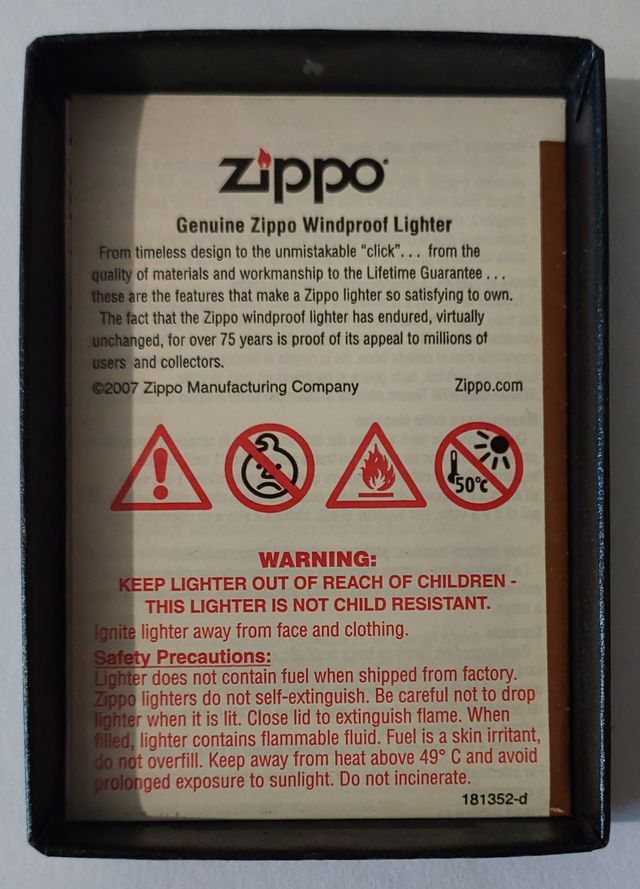 zippo
Genuine Zippo Windproof Lighter
From timeless design to the unmistakable "click"... from the
quality of materials and workmanship to the Lifetime Guarantee...
these are the features that make a Zippo lighter so satisfying to own.
The fact that the Zippo windproof lighter has endured, virtually
unchanged, for over 75 years is proof of its appeal to millions of
users and collectors.
©2007 Zippo Manufacturing Company Zippo.com
50°c
WARNING:
KEEP LIGHTER OUT OF REACH OF CHILDREN -
THIS LIGHTER IS NOT CHILD RESISTANT.
Ignite lighter away from face and clothing.
Safety Precautions:
Lighter does not contain fuel when shipped from factory.
Zippo lighters do not self-extinguish. Be careful not to drop
lighter when it is lit. Close lid to extinguish flame. When
filled, lighter contains flammable fluid. Fuel is a skin irritant,
do not overfill. Keep away from heat above 49° C and avoid
prolonged exposure to sunlight. Do not incinerate.
181352-d